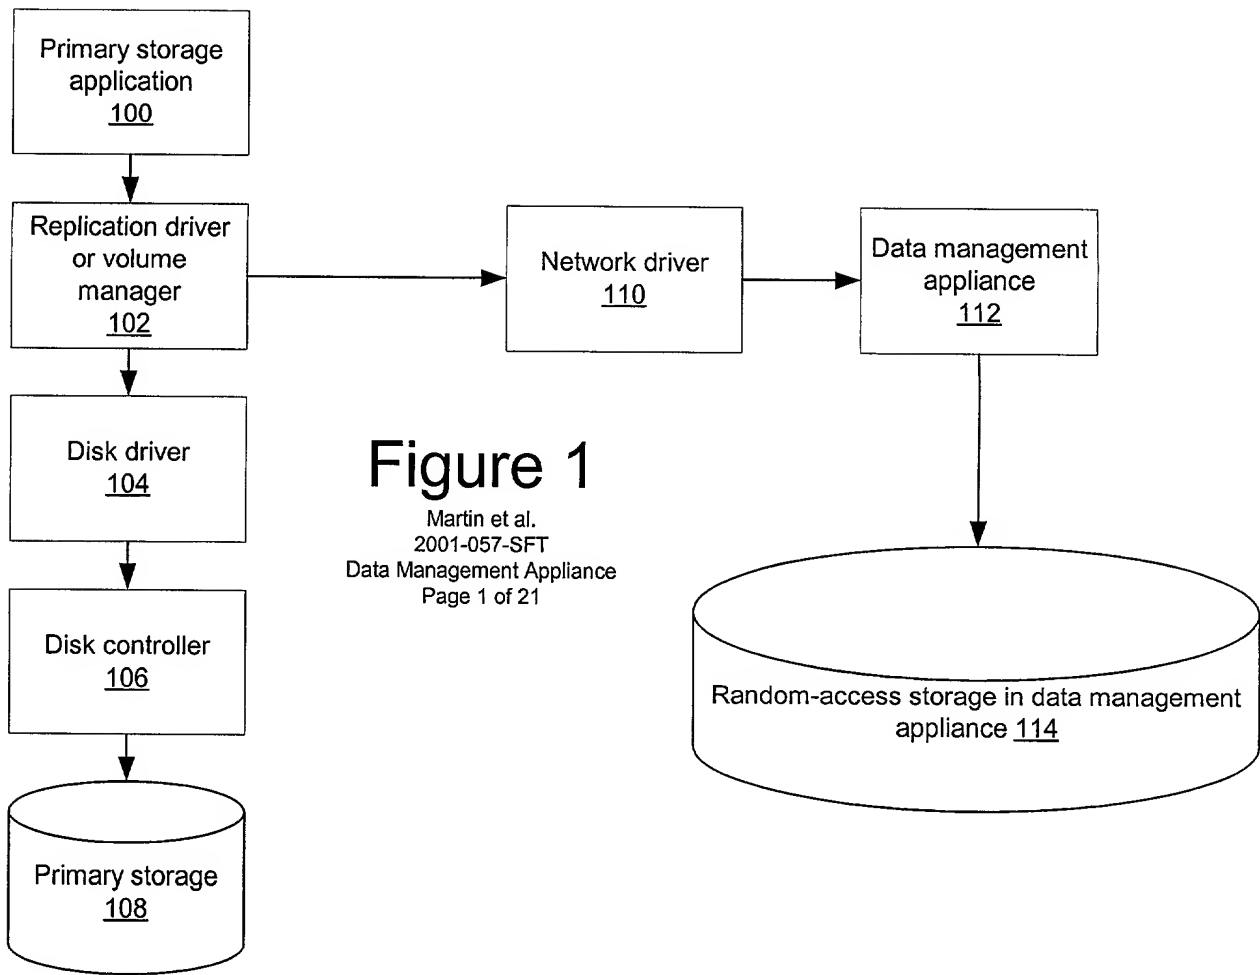 Primary storage
application
100
Replication driver
or volume
manager
102
Network driver
110
Data management
appliance
112
Disk driver
104
Figure 1
Martin et al.
2001-057-SFT
Data Management Appliance
Page 1 of 21
Disk controller
106
Random-access storage in data management
appliance 114
Primary storage
108